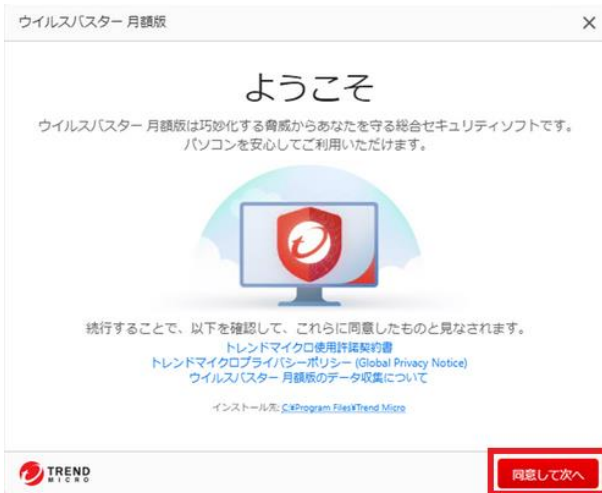 ウイルスバスター 月額版
ようこそ
ウイルスバスター 月額版は巧妙化する脅威からあなたを守る総合セキュリティソフトです。
パソコンを安心してご利用いただけます。
続行することで、以下を確認して、これらに同意したものと見なされます。
トレンドマイクロ使用許諾契約書
トレンドマイクロプライバシーポリシー (Global Privacy Notice)
ウイルスバスター 月額版のデータ収集について
インストール先: C:¥Program Files¥Trend Micro
TREND
MICRO
同意して次へ